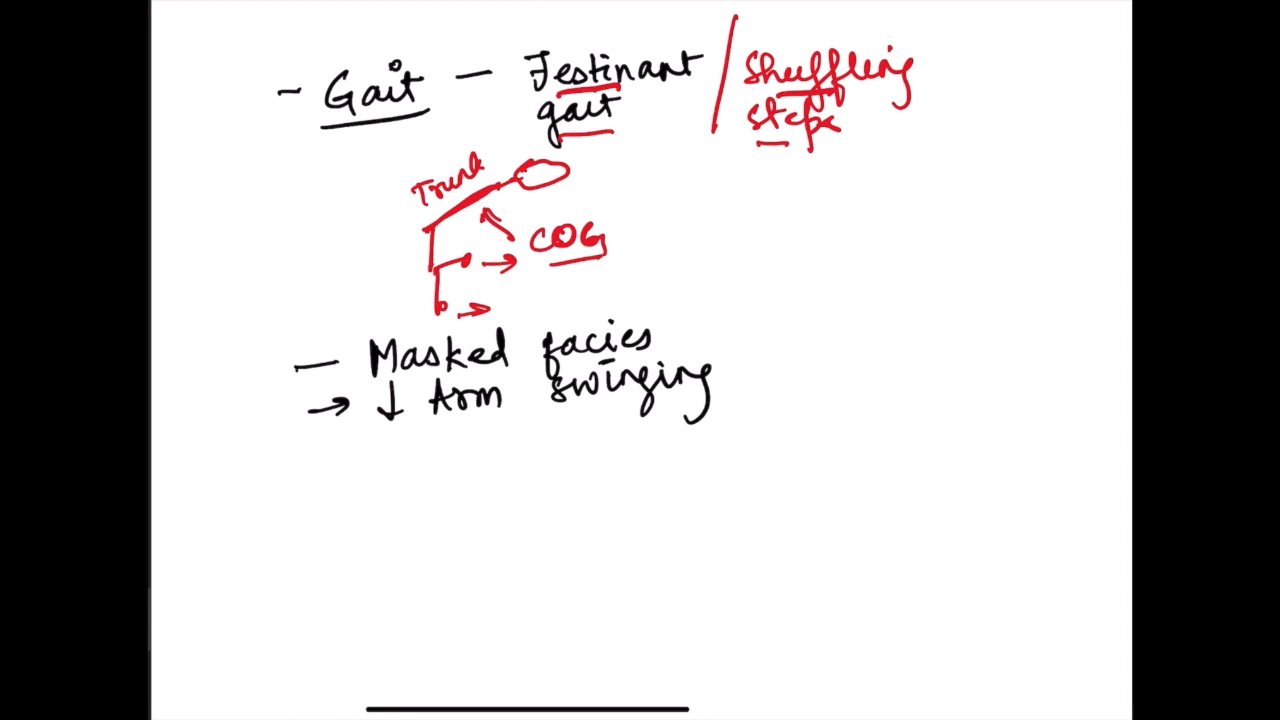 - Gait - Festinant / Shuffling
gait steps
Trunk
COG
- Masked facies
→ ↓ Arm swinging